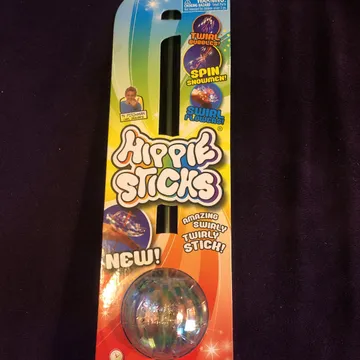 TWIRL
BUBBLES!
SPIN
SNOWMEN!
SWIRL
FLOWERS!
HIPPIE
STICKS
AMAZING
SWIRLY
TWIRLY
STICK!
NEW!